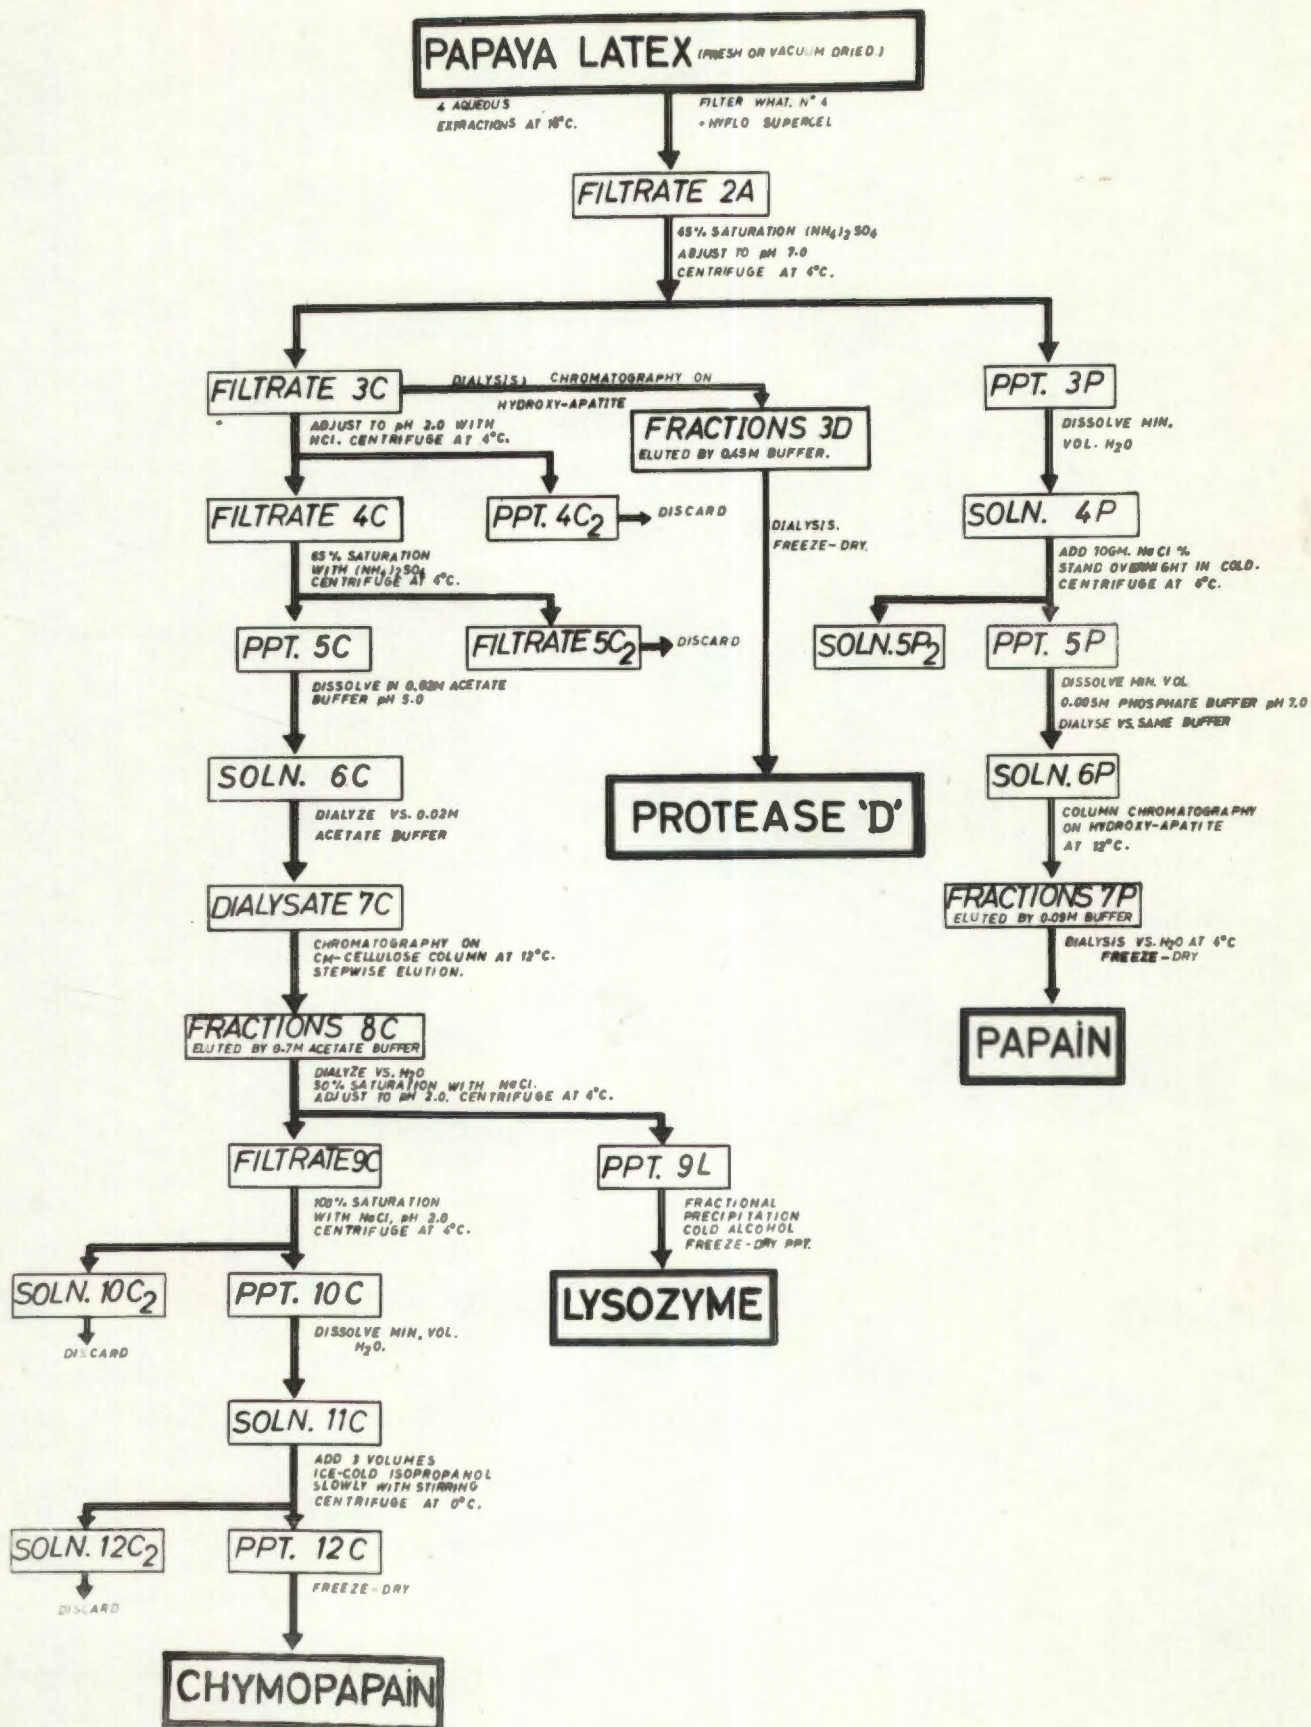 PAPAYA LATEX (FRESH OR VACUUM DRIED.)
4 AQUEOUS
EXTRACTIONS AT 18°C.
FILTER WHAT. N° 4
+ HYFLO SUPERCEL
FILTRATE 2A
45% SATURATION (NH4)2SO4
ADJUST TO pH 7.0
CENTRIFUGE AT 4°C.
FILTRATE 3C
DIALYSIS; CHROMATOGRAPHY ON
HYDROXY-APATITE
PPT. 3P
ADJUST TO pH 2.0 WITH
HCl. CENTRIFUGE AT 4°C.
FRACTIONS 3D
ELUTED BY 0.45M BUFFER.
DISSOLVE MIN.
VOL. H2O
FILTRATE 4C
PPT. 4C2
DISCARD
DIALYSIS.
FREEZE-DRY.
SOLN. 4P
65% SATURATION
WITH (NH4)2SO4
CENTRIFUGE AT 4°C.
ADD 10GM. NaCl %
STAND OVERNIGHT IN COLD.
CENTRIFUGE AT 4°C.
PPT. 5C
FILTRATE 5C2
DISCARD
SOLN. 5P2
PPT. 5P
DISSOLVE IN 0.02M ACETATE
BUFFER pH 5.0
DISSOLVE MIN. VOL.
0.005M PHOSPHATE BUFFER pH 7.0
DIALYSE VS. SAME BUFFER
SOLN. 6C
PROTEASE 'D'
SOLN. 6P
DIALYZE VS. 0.02M
ACETATE BUFFER
COLUMN CHROMATOGRAPHY
ON HYDROXY-APATITE
AT 12°C.
DIALYSATE 7C
FRACTIONS 7P
ELUTED BY 0.09M BUFFER
CHROMATOGRAPHY ON
CM-CELLULOSE COLUMN AT 12°C.
STEPWISE ELUTION.
DIALYSIS VS. H2O AT 4°C
FREEZE-DRY
FRACTIONS 8C
ELUTED BY 0.7M ACETATE BUFFER
PAPAİN
DIALYZE VS. H2O
50% SATURATION WITH NaCl.
ADJUST TO pH 2.0. CENTRIFUGE AT 4°C.
FILTRATE 9C
PPT. 9L
100% SATURATION
WITH NaCl, pH 2.0
CENTRIFUGE AT 4°C.
FRACTIONAL
PRECIPITATION
COLD ALCOHOL
FREEZE-DRY PPT.
SOLN. 10C2
DISCARD
PPT. 10C
LYSOZYME
DISSOLVE MIN. VOL.
H2O.
SOLN. 11C
ADD 3 VOLUMES
ICE-COLD ISOPROPANOL
SLOWLY WITH STIRRING
CENTRIFUGE AT 0°C.
SOLN. 12C2
DISCARD
PPT. 12C
FREEZE-DRY
CHYMOPAPAİN